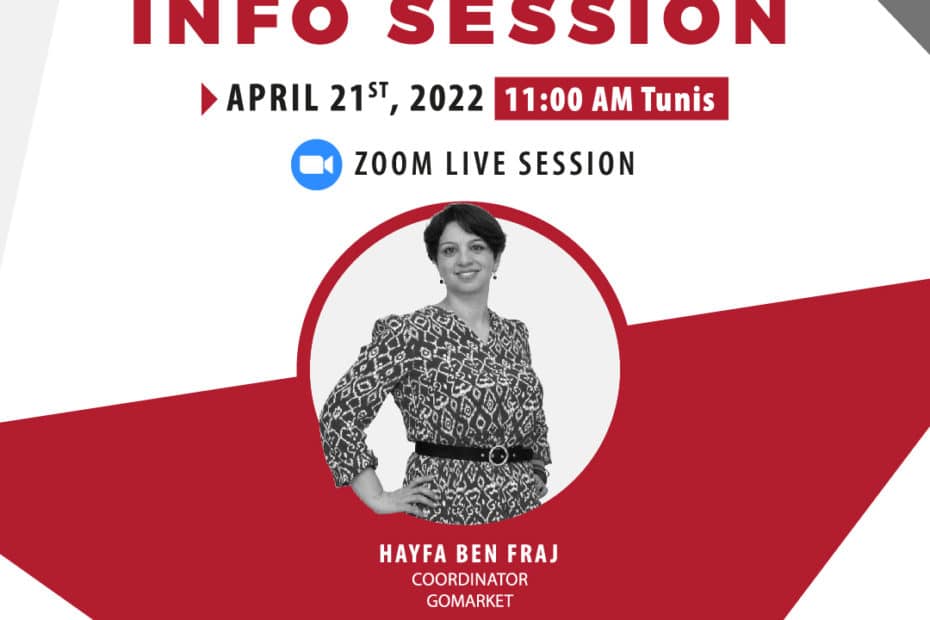 INFO SESSION
APRIL 21ST, 2022 11:00 AM Tunis
ZOOM LIVE SESSION
HAYFA BEN FRAJ
COORDINATOR
GOMARKET